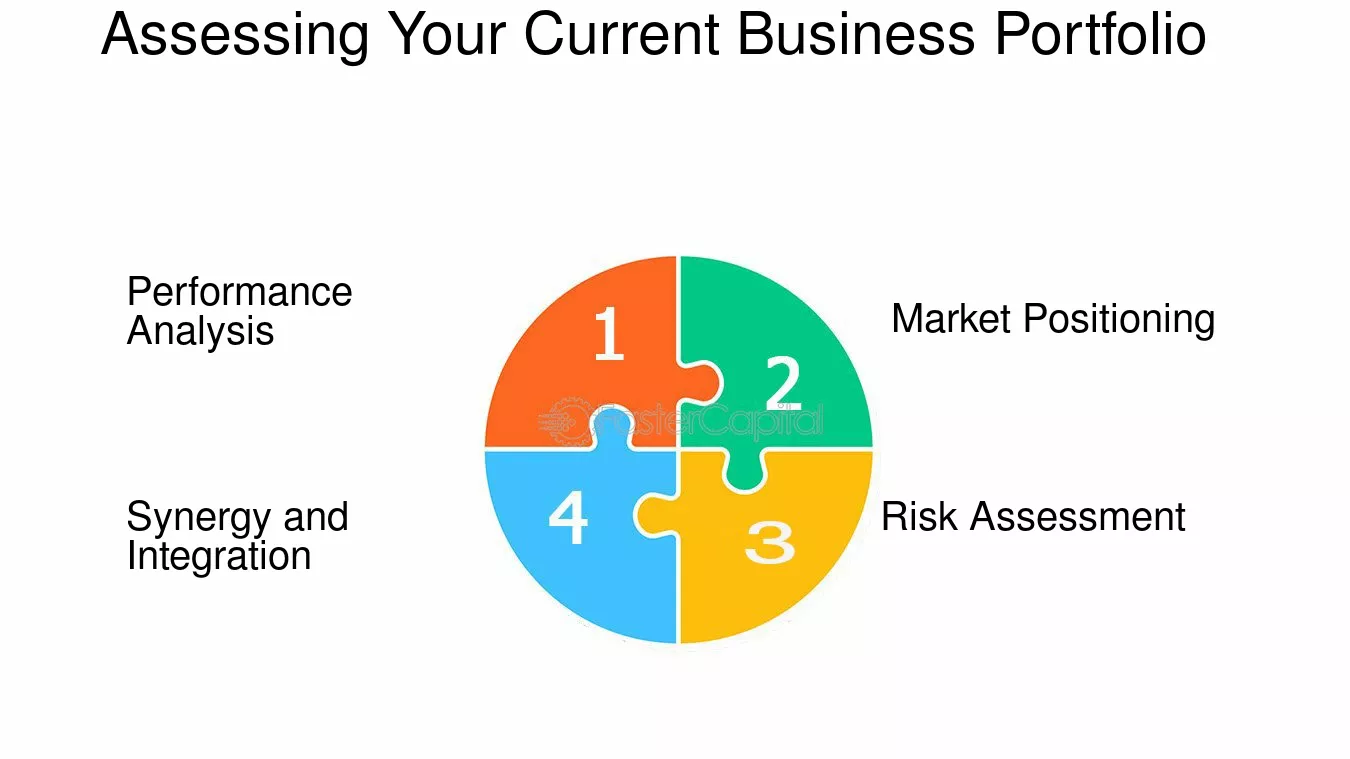 Assessing Your Current Business Portfolio
Performance
Analysis
1
2
Market Positioning
FasterCapital
Synergy and
Integration
4
3
Risk Assessment